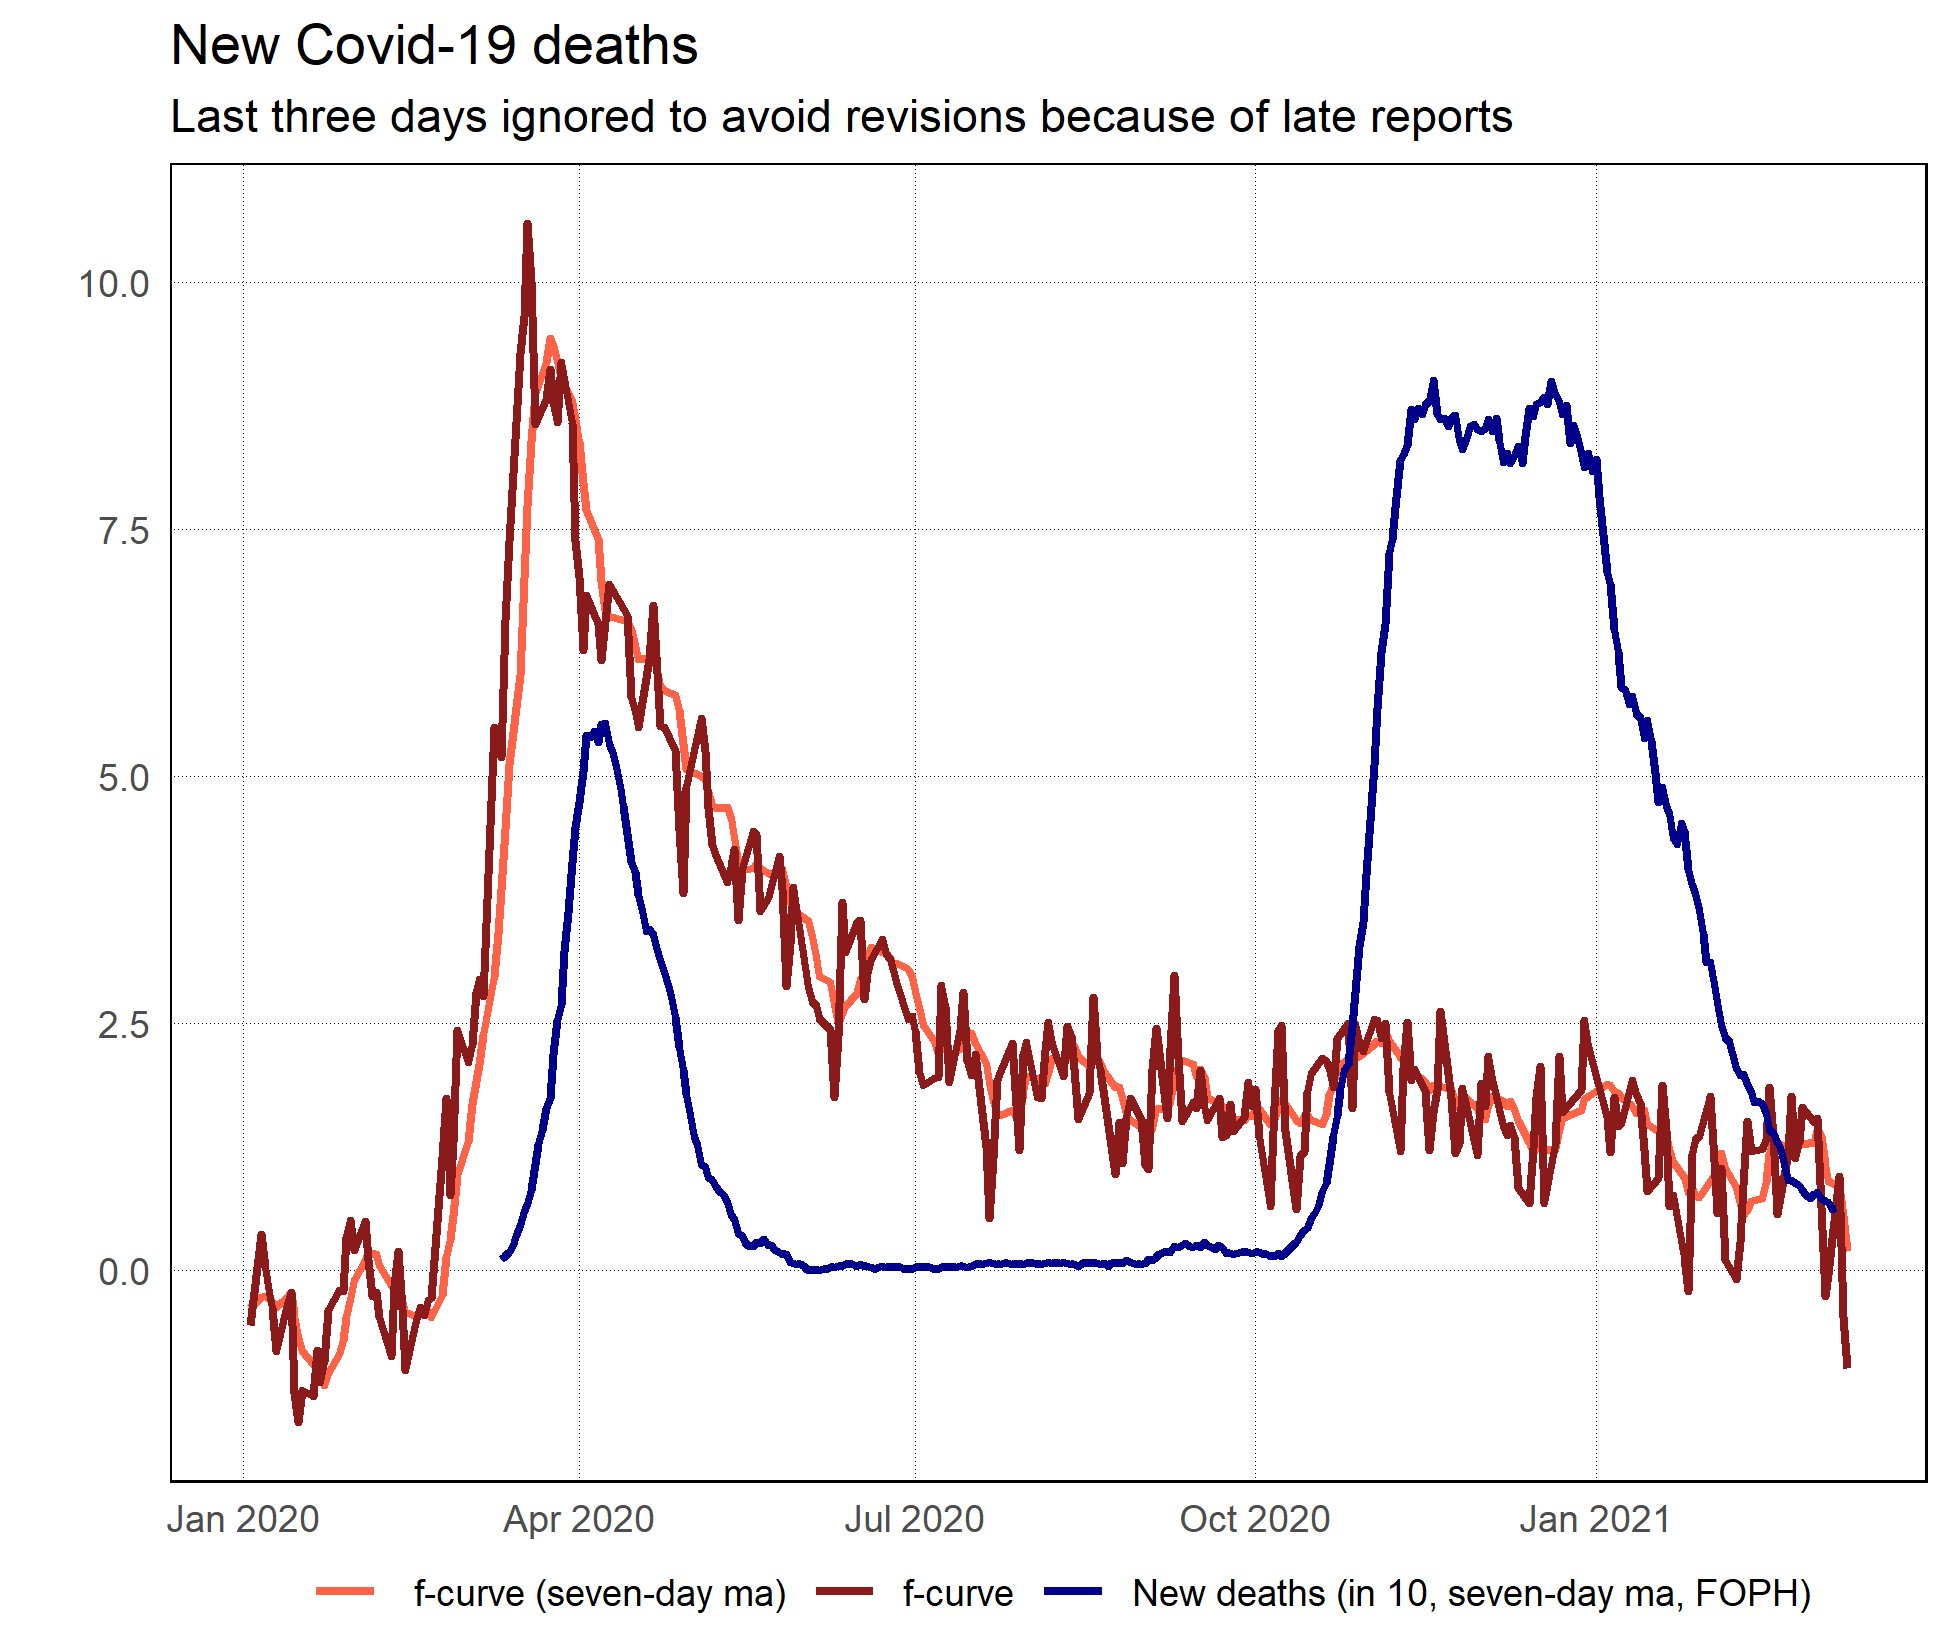 New Covid-19 deaths
Last three days ignored to avoid revisions because of late reports
10.0
7.5
5.0
2.5
0.0
Jan 2020 Apr 2020 Jul 2020 Oct 2020 Jan 2021
f-curve (seven-day ma) f-curve New deaths (in 10, seven-day ma, FOPH)